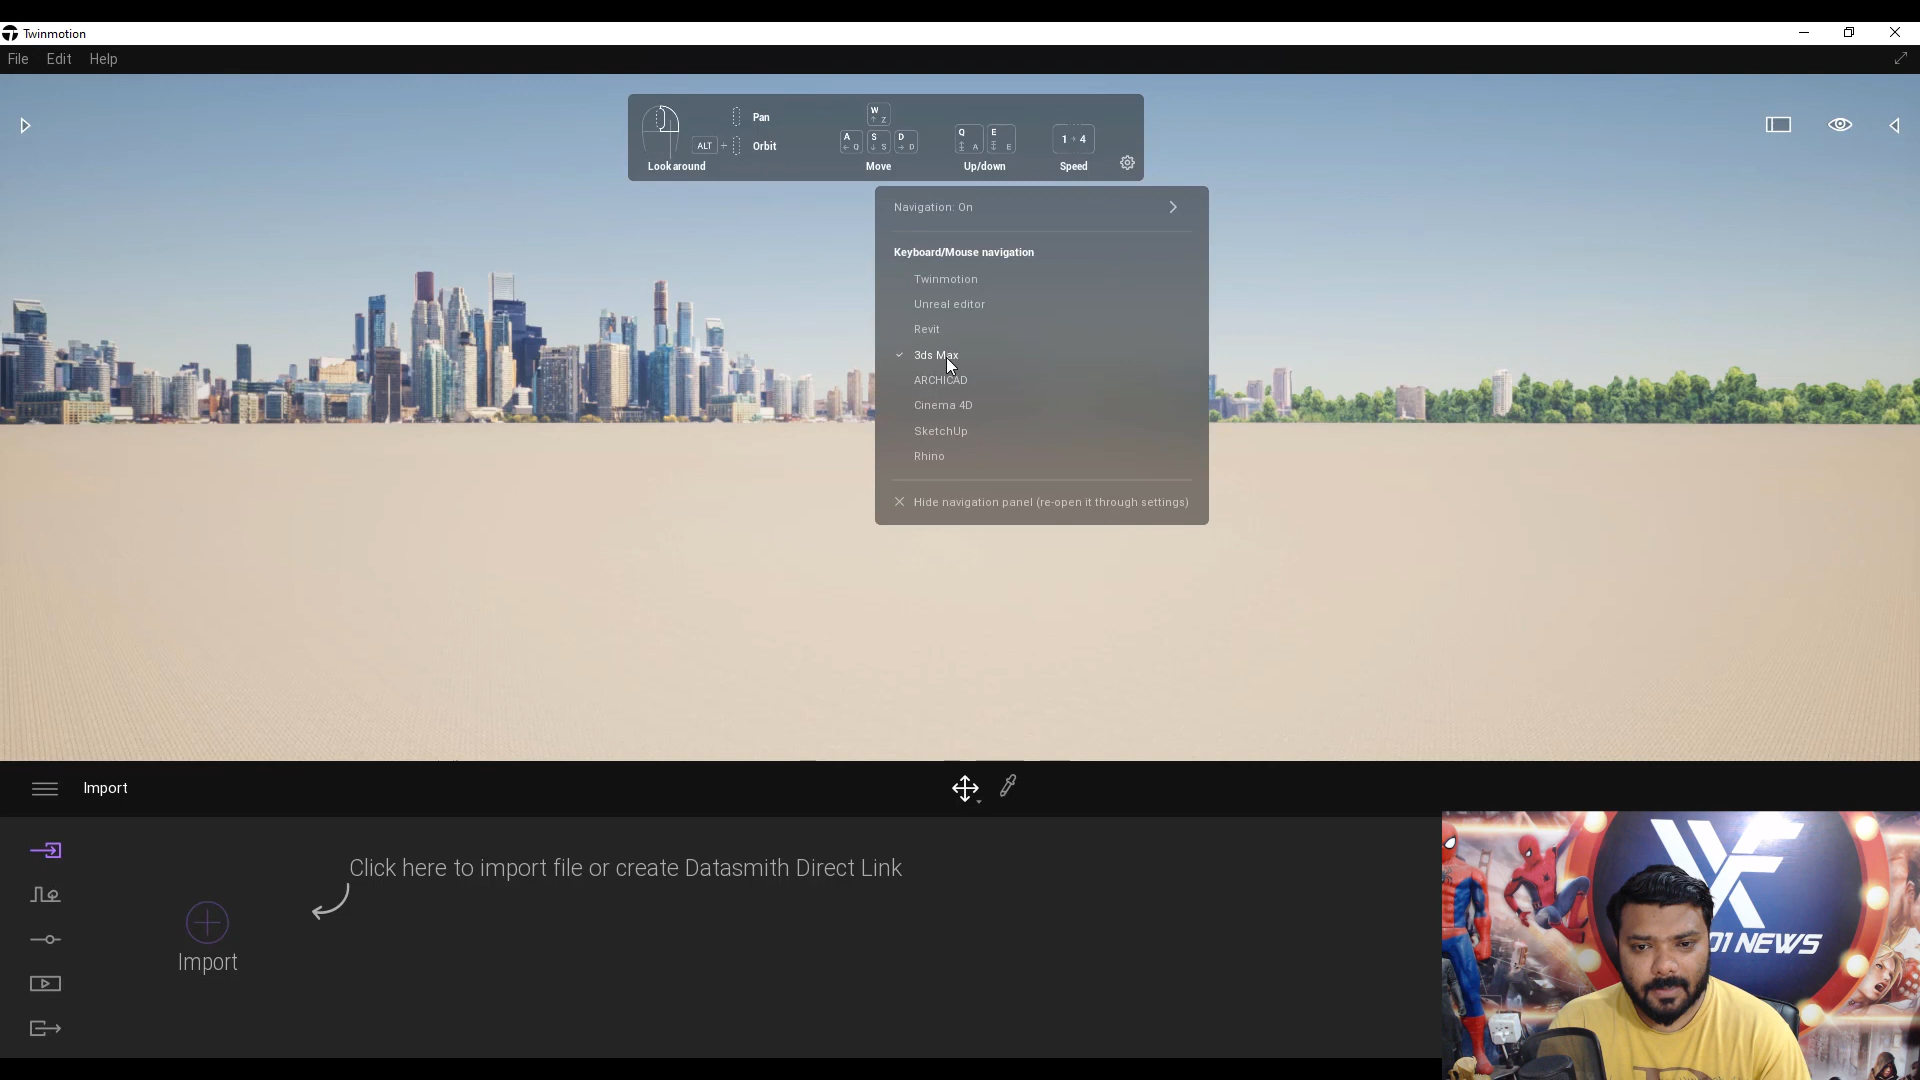 Twinmotion
File Edit Help
Pan
ALT + Orbit
Look around
W
↑ Z
A
← Q
S
↓ S
D
→ D
Move
Q
A
E
E
Up/down
1 → 4
Speed
Navigation: On
Keyboard/Mouse navigation
Twinmotion
Unreal editor
Revit
3ds Max
ARCHICAD
Cinema 4D
SketchUp
Rhino
Hide navigation panel (re-open it through settings)
Import
Click here to import file or create Datasmith Direct Link
Import
NEWS